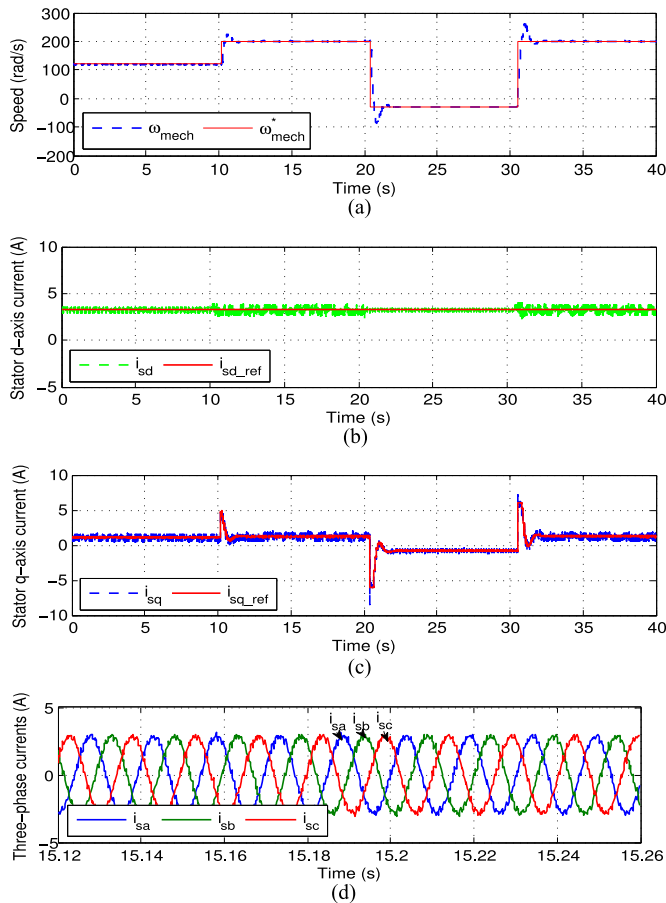 300
200
100
0
−100
−200
Speed (rad/s)
ω_mech
ω*_mech
0 5 10 15 20 25 30 35 40
Time (s)
(a)
10
5
0
−5
Stator d−axis current (A)
i_sd
i_sd_ref
0 5 10 15 20 25 30 35 40
Time (s)
(b)
10
5
0
−5
−10
Stator q−axis current (A)
i_sq
i_sq_ref
0 5 10 15 20 25 30 35 40
Time (s)
(c)
5
0
−5
Three−phase currents (A)
i_sa i_sb i_sc
i_sa
i_sb
i_sc
15.12 15.14 15.16 15.18 15.2 15.22 15.24 15.26
Time (s)
(d)